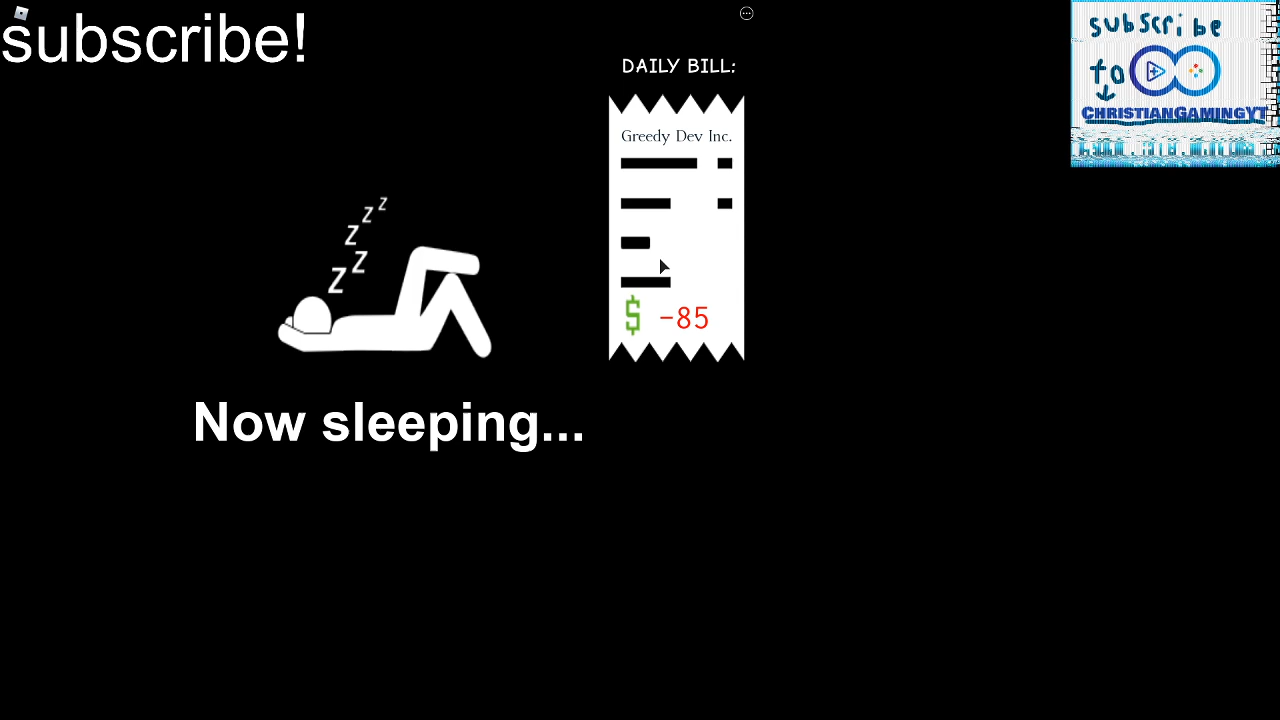 subscribe!
DAILY BILL:
Greedy Dev Inc.
$ -85
z
z
z
z
z
Now sleeping...
subscribe
to
CHRISTIANGAMINGYT